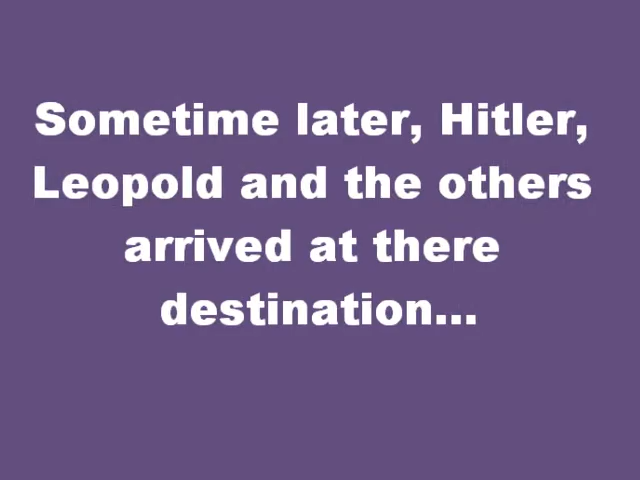 Sometime later, Hitler,
Leopold and the others
arrived at there
destination...